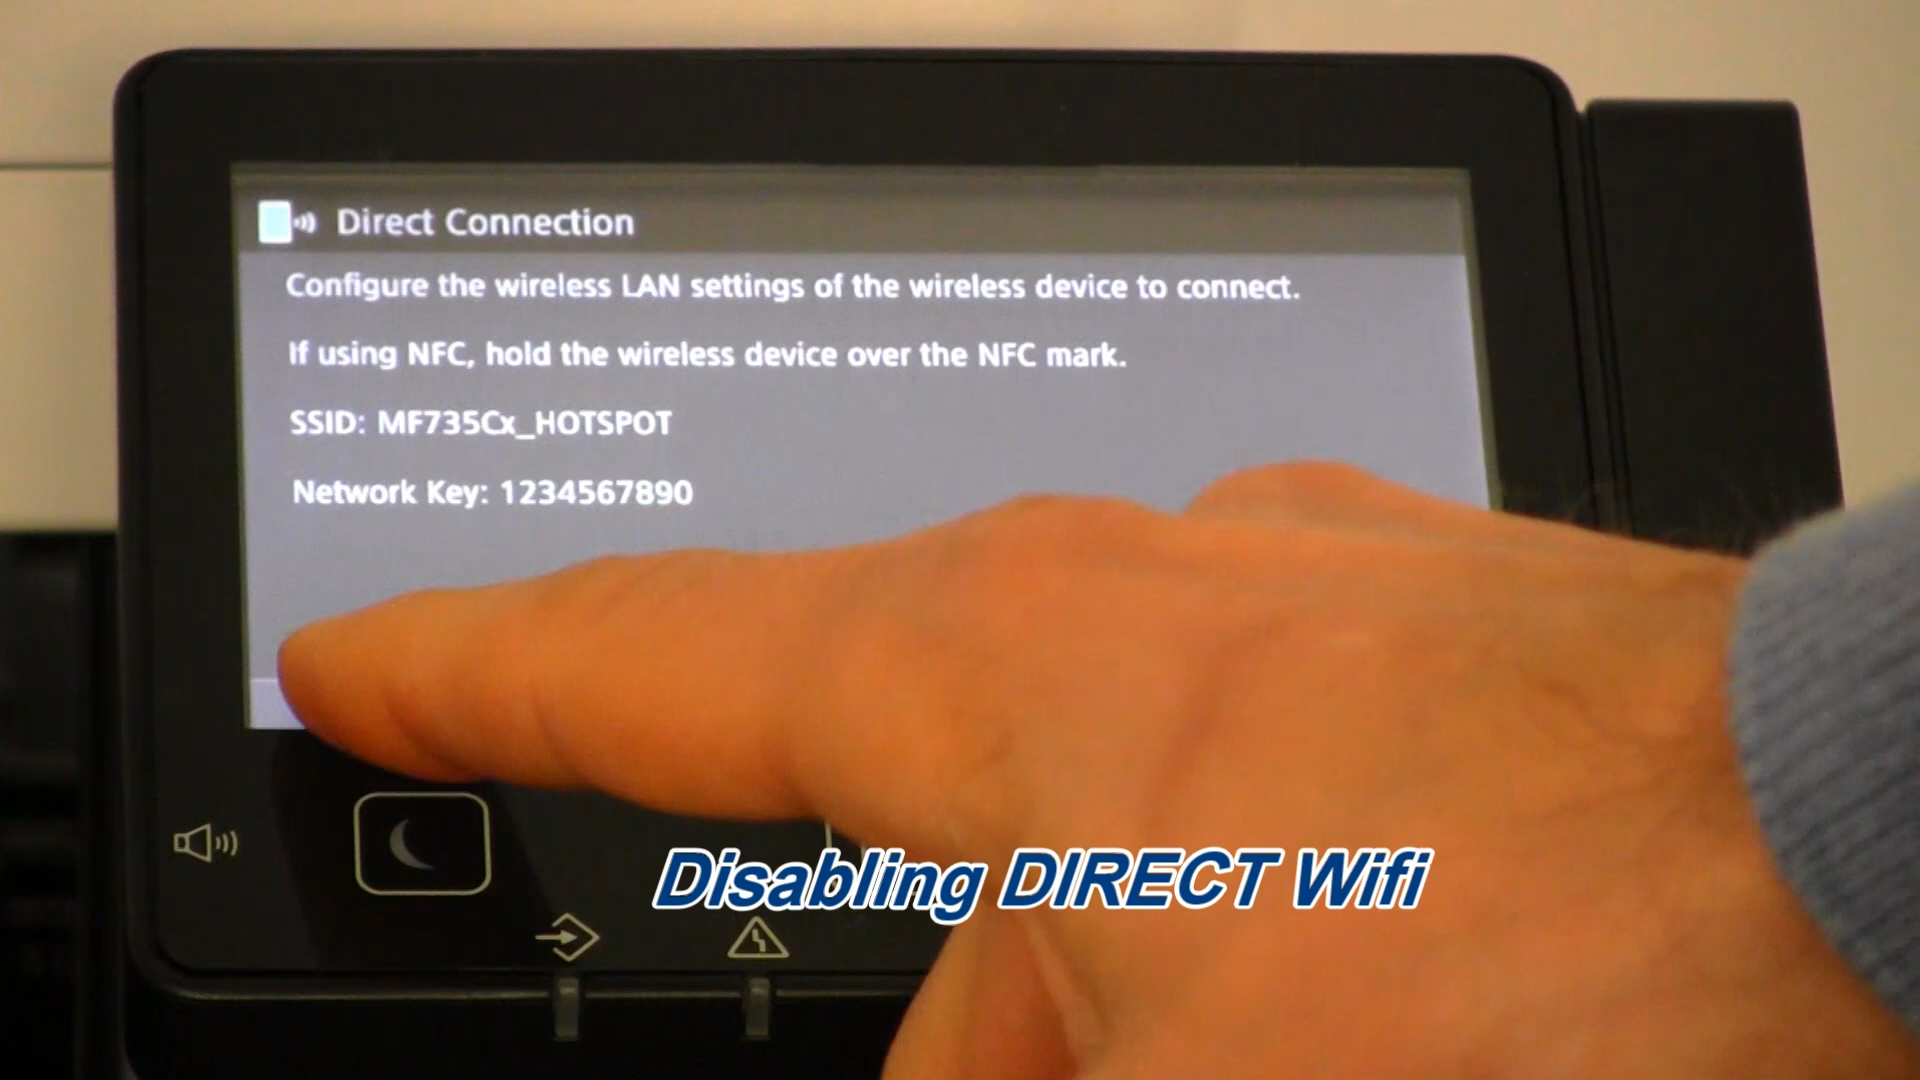 Direct Connection
Configure the wireless LAN settings of the wireless device to connect.
If using NFC, hold the wireless device over the NFC mark.
SSID: MF735Cx_HOTSPOT
Network Key: 1234567890
Disabling DIRECT Wifi